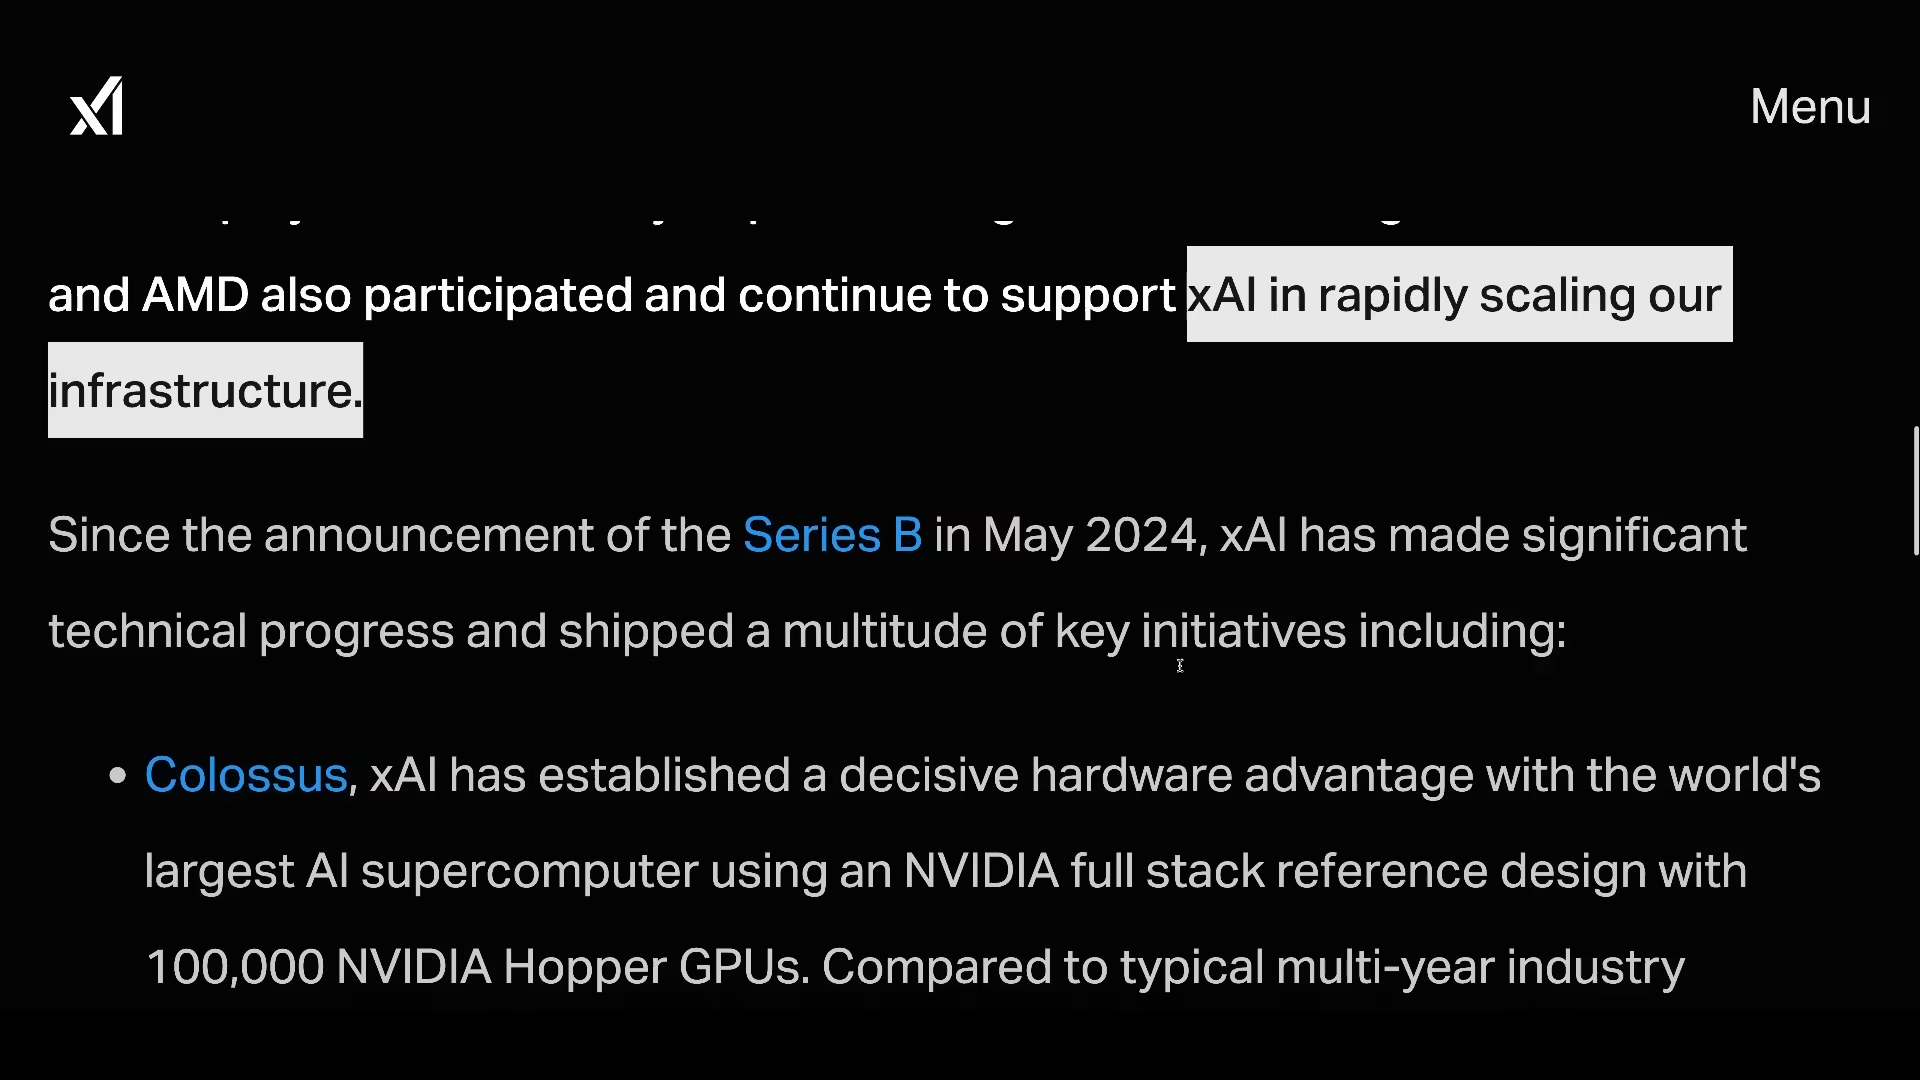 xI
Menu
and AMD also participated and continue to support xAI in rapidly scaling our
infrastructure.
Since the announcement of the Series B in May 2024, xAI has made significant
technical progress and shipped a multitude of key initiatives including:
• Colossus, xAI has established a decisive hardware advantage with the world's
largest AI supercomputer using an NVIDIA full stack reference design with
100,000 NVIDIA Hopper GPUs. Compared to typical multi-year industry